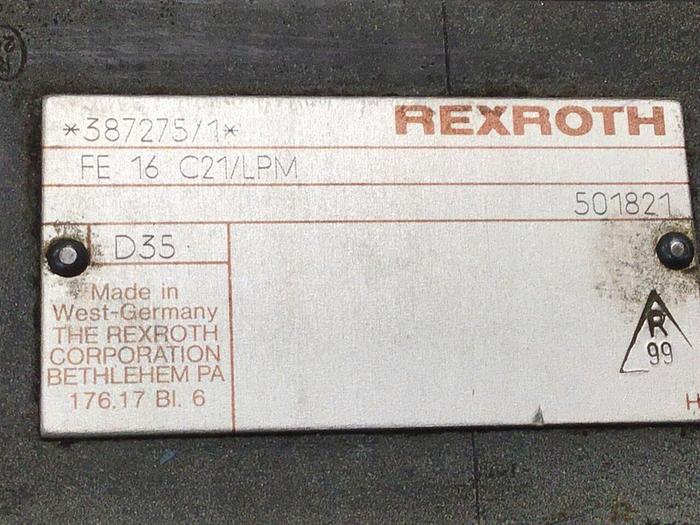 *387275/1*
REXROTH
FE 16 C21/LPM
501821
D35
Made in
West-Germany
THE REXROTH
CORPORATION
BETHLEHEM PA
176.17 Bl. 6
R
99
H